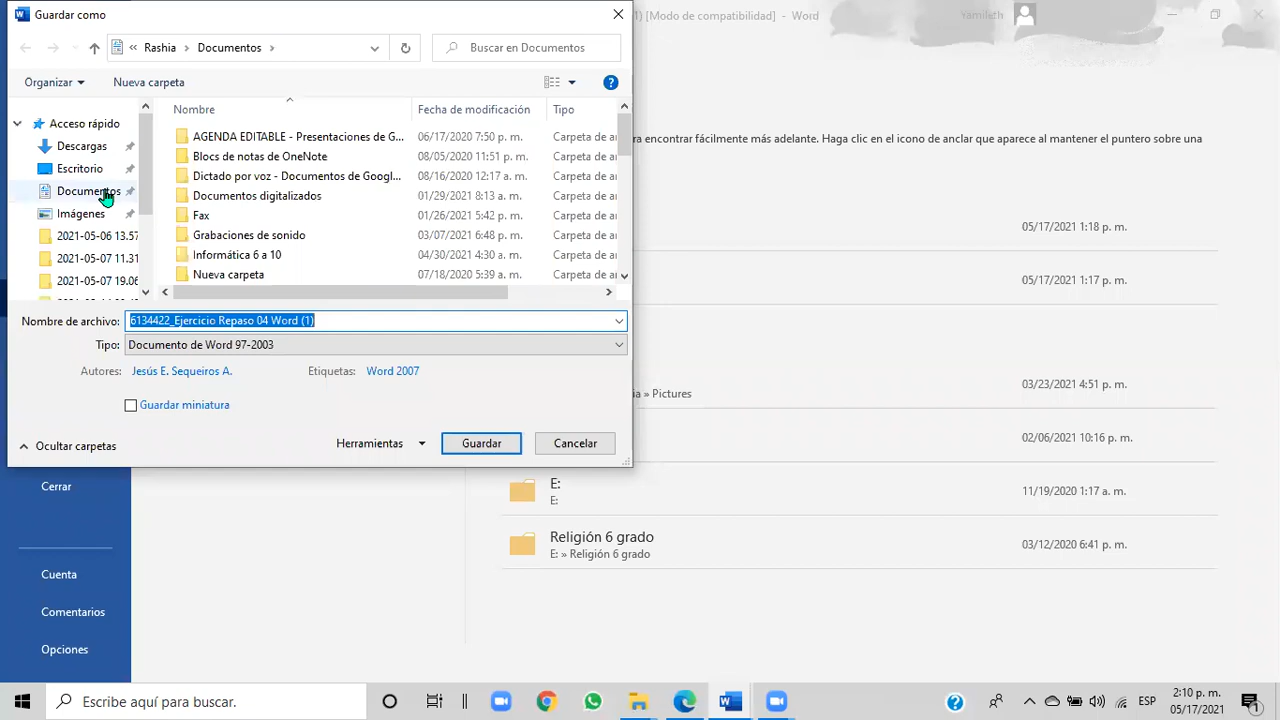 Guardar como
1) [Modo de compatibilidad] - Word
Yamileth
Rashia
Documentos
Buscar en Documentos
Organizar
Nueva carpeta
Nombre
Fecha de modificación
Tipo
Acceso rápido
Descargas
Escritorio
Documentos
Imágenes
2021-05-06 13.57
2021-05-07 11.31
2021-05-07 19.06
AGENDA EDITABLE - Presentaciones de G... 06/17/2020 7:50 p. m. Carpeta de ar
Blocs de notas de OneNote 08/05/2020 11:51 p. m. Carpeta de ar
Dictado por voz - Documentos de Googl... 08/16/2020 12:17 a. m. Carpeta de ar
Documentos digitalizados 01/29/2021 8:13 a. m. Carpeta de ar
Fax 01/26/2021 5:42 p. m. Carpeta de ar
Grabaciones de sonido 03/07/2021 6:48 p. m. Carpeta de ar
Informática 6 a 10 04/30/2021 4:30 a. m. Carpeta de ar
Nueva carpeta 07/18/2020 5:39 a. m. Carpeta de ar
ra encontrar fácilmente más adelante. Haga clic en el icono de anclar que aparece al mantener el puntero sobre una
05/17/2021 1:18 p. m.
05/17/2021 1:17 p. m.
Nombre de archivo: 6134422_Ejercicio Repaso 04 Word (1)
Tipo: Documento de Word 97-2003
Autores: Jesús E. Sequeiros A.
Etiquetas: Word 2007
Guardar miniatura
Ocultar carpetas
Herramientas
Guardar
Cancelar
03/23/2021 4:51 p. m.
ia » Pictures
02/06/2021 10:16 p. m.
E:
E:
11/19/2020 1:17 a. m.
Religión 6 grado
E: » Religión 6 grado
03/12/2020 6:41 p. m.
Cerrar
Cuenta
Comentarios
Opciones
Escribe aquí para buscar.
ESP
2:10 p. m.
05/17/2021
1